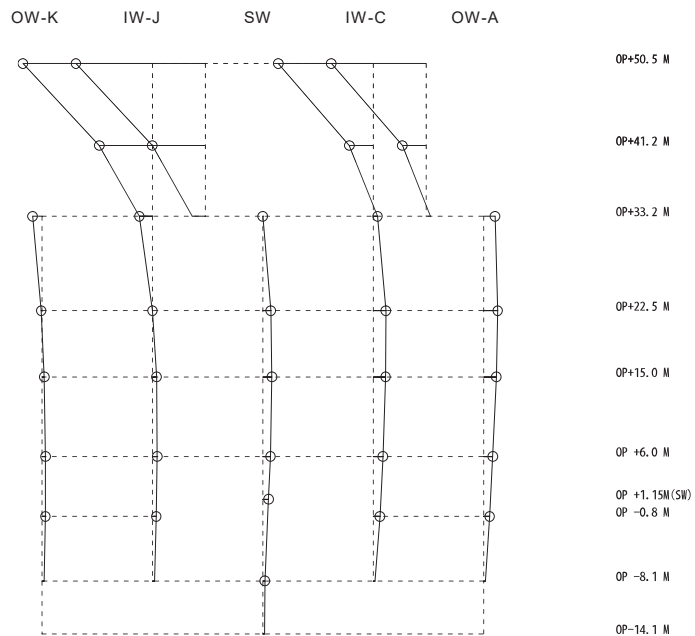 OW-K IW-J SW IW-C OW-A
OP+50.5 M
OP+41.2 M
OP+33.2 M
OP+22.5 M
OP+15.0 M
OP +6.0 M
OP +1.15M(SW)
OP -0.8 M
OP -8.1 M
OP-14.1 M